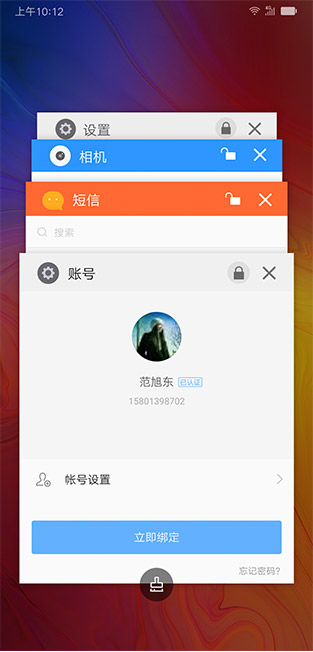 上午10:12
设置
相机
短信
搜索
账号
范旭东 已认证
15801398702
帐号设置
立即绑定
忘记密码?